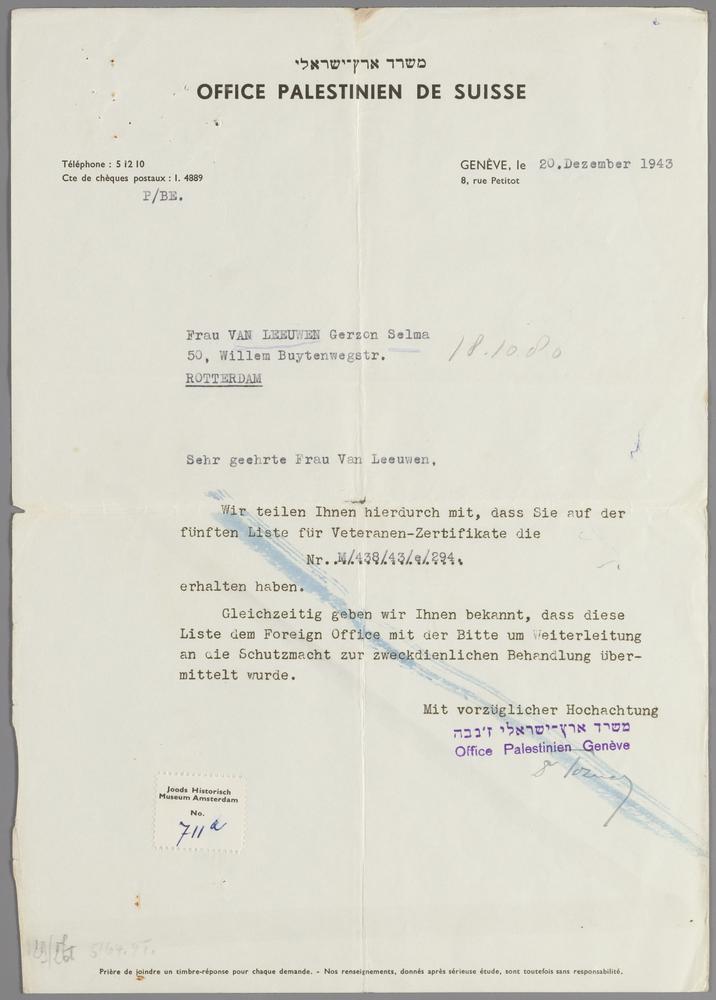 משרד ארץ־ישראלי
OFFICE PALESTINIEN DE SUISSE
Téléphone : 5 12 10
Cte de chèques postaux : I. 4889
P/BE.
GENÈVE, le 20.Dezember 1943
8, rue Petitot
Frau VAN LEEUWEN Gerzon Selma
50, Willem Buytenwegstr.
ROTTERDAM
18.10.80
Sehr geehrte Frau Van Leeuwen,
Wir teilen Ihnen hierdurch mit, dass Sie auf der
fünften Liste für Veteranen-Zertifikate die
Nr..M/438/43/e/294.
erhalten haben.
Gleichzeitig geben wir Ihnen bekannt, dass diese
Liste dem Foreign Office mit der Bitte um Weiterleitung
an die Schutzmacht zur zweckdienlichen Behandlung über-
mittelt wurde.
Mit vorzüglicher Hochachtung
משרד ארץ־ישראלי ז'נבה
Office Palestinien Genève
Joods Historisch
Museum Amsterdam
No.
711a
Prière de joindre un timbre-réponse pour chaque demande. - Nos renseignements, donnés après sérieuse étude, sont toutefois sans responsabilité.